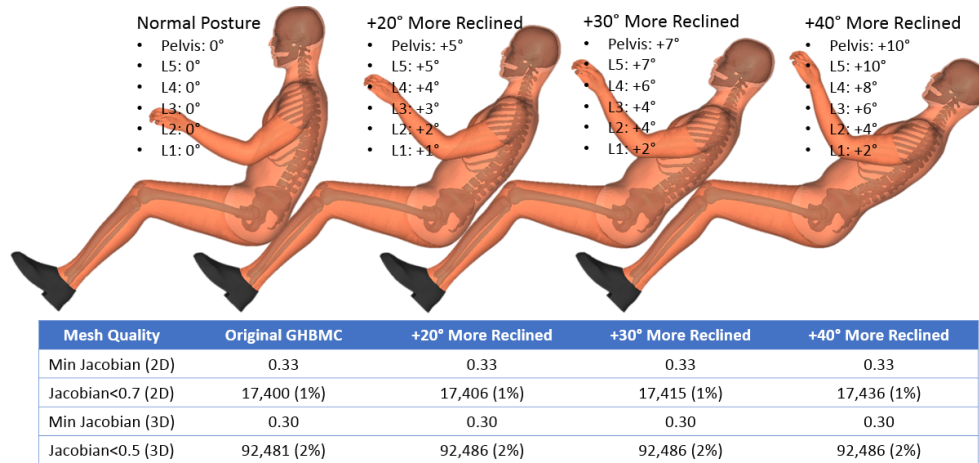 Normal Posture
• Pelvis: 0°
• L5: 0°
• L4: 0°
• L3: 0°
• L2: 0°
• L1: 0°
+20° More Reclined
• Pelvis: +5°
• L5: +5°
• L4: +4°
• L3: +3°
• L2: +2°
• L1: +1°
+30° More Reclined
• Pelvis: +7°
• L5: +7°
• L4: +6°
• L3: +4°
• L2: +4°
• L1: +2°
+40° More Reclined
• Pelvis: +10°
• L5: +10°
• L4: +8°
• L3: +6°
• L2: +4°
• L1: +2°
Mesh Quality Original GHBMC +20° More Reclined +30° More Reclined +40° More Reclined
Min Jacobian (2D) 0.33 0.33 0.33 0.33
Jacobian<0.7 (2D) 17,400 (1%) 17,406 (1%) 17,415 (1%) 17,436 (1%)
Min Jacobian (3D) 0.30 0.30 0.30 0.30
Jacobian<0.5 (3D) 92,481 (2%) 92,486 (2%) 92,486 (2%) 92,486 (2%)